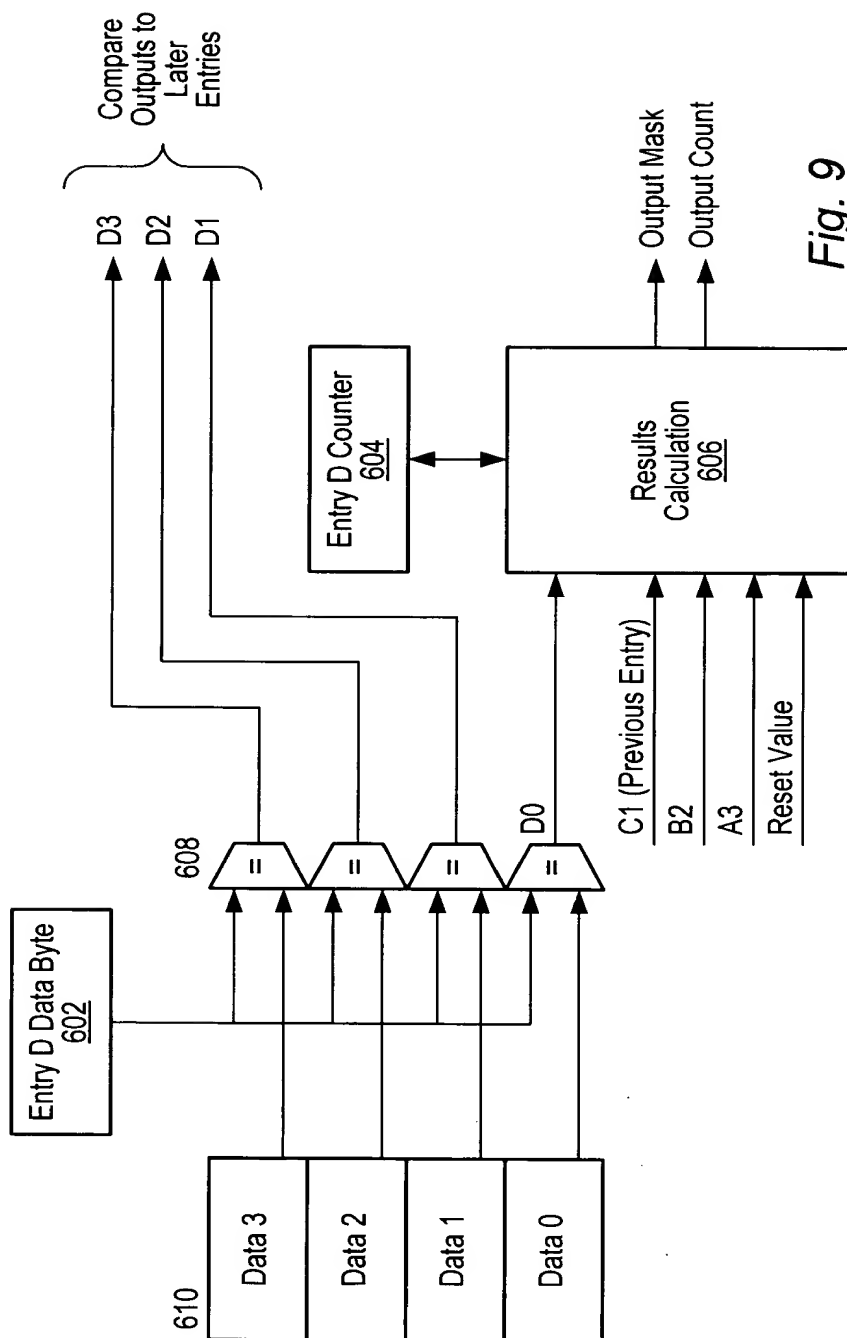 Entry D Data Byte
602
610
Data 3
Data 2
Data 1
Data 0
608
=
=
=
=
D0
D3
D2
D1
Compare
Outputs to
Later
Entries
Entry D Counter
604
C1 (Previous Entry)
B2
A3
Reset Value
Results
Calculation
606
Output Mask
Output Count
Fig. 9